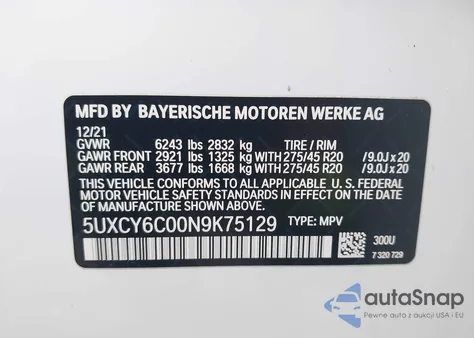 MFD BY BAYERISCHE MOTOREN WERKE AG
12/21
GVWR 6243 lbs 2832 kg TIRE / RIM
GAWR FRONT 2921 lbs 1325 kg WITH 275/45 R20 /9.0J x 20
GAWR REAR 3677 lbs 1668 kg WITH 275/45 R20 /9.0J x 20
THIS VEHICLE CONFORMS TO ALL APPLICABLE U. S. FEDERAL
MOTOR VEHICLE SAFETY STANDARDS IN EFFECT ON THE
DATE OF MANUFACTURE SHOWN ABOVE.
5UXCY6C00N9K75129 TYPE: MPV
300U
7 320 729
autoSnap
Pewne auta z aukcji USA i EU